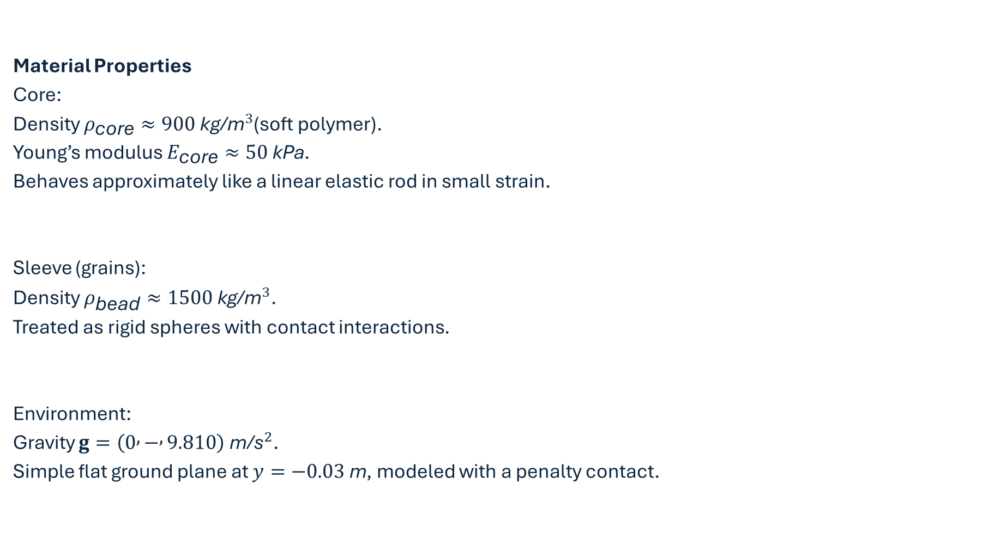 Material Properties
Core:
Density ρcore ≈ 900 kg/m³(soft polymer).
Young’s modulus Ecore ≈ 50 kPa.
Behaves approximately like a linear elastic rod in small strain.
Sleeve (grains):
Density ρbead ≈ 1500 kg/m³.
Treated as rigid spheres with contact interactions.
Environment:
Gravity g = (0, −, 9.810) m/s².
Simple flat ground plane at y = −0.03 m, modeled with a penalty contact.